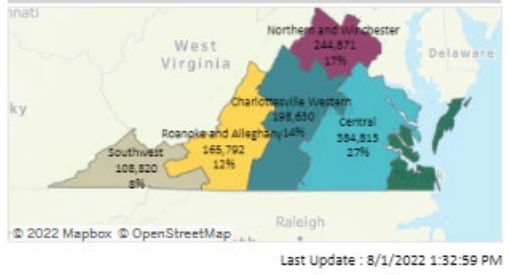 nnati
West
Virginia
Northern and Winchester
244,871
17%
Delaware
ky
Charlottesville Western
198,630
14%
Central
384,815
27%
Roanoke and Alleghany
165,792
12%
Southwest
108,820
8%
k
Raleigh
© 2022 Mapbox © OpenStreetMap
Last Update : 8/1/2022 1:32:59 PM